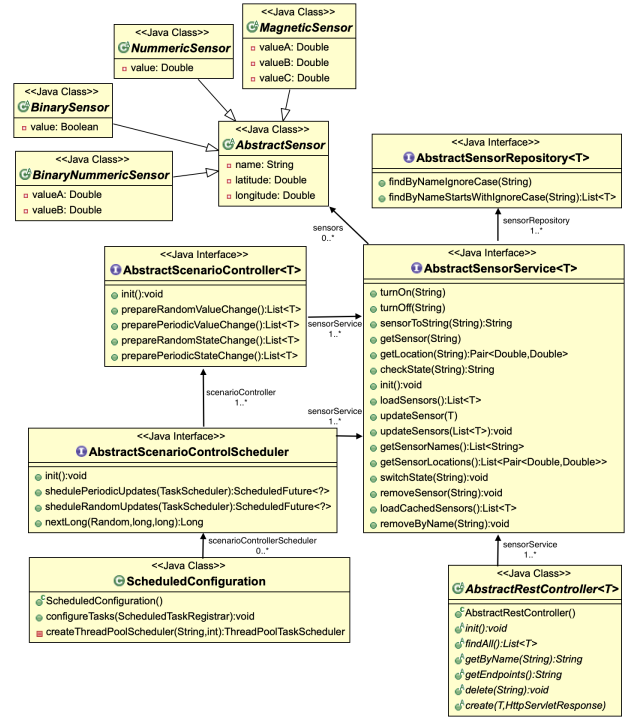 <<Java Class>>
MagneticSensor
valueA: Double
valueB: Double
valueC: Double
<<Java Class>>
NummericSensor
value: Double
<<Java Class>>
BinarySensor
value: Boolean
<<Java Class>>
BinaryNummericSensor
valueA: Double
valueB: Double
<<Java Class>>
AbstractSensor
name: String
latitude: Double
longitude: Double
<<Java Interface>>
AbstractSensorRepository<T>
findByNameIgnoreCase(String)
findByNameStartsWithIgnoreCase(String):List<T>
sensors
0..*
sensorRepository
1..*
<<Java Interface>>
AbstractScenarioController<T>
init():void
prepareRandomValueChange():List<T>
preparePeriodicValueChange():List<T>
prepareRandomStateChange():List<T>
preparePeriodicStateChange():List<T>
sensorService
1..*
<<Java Interface>>
AbstractSensorService<T>
turnOn(String)
turnOff(String)
sensorToString(String):String
getSensor(String)
getLocation(String):Pair<Double,Double>
checkState(String):String
init():void
loadSensors():List<T>
updateSensor(T)
updateSensors(List<T>):void
getSensorNames():List<String>
getSensorLocations():List<Pair<Double,Double>>
switchState(String):void
removeSensor(String):void
loadCachedSensors():List<T>
removeByName(String):void
scenarioController
1..*
sensorService
1..*
<<Java Interface>>
AbstractScenarioControlScheduler
init():void
shedulePeriodicUpdates(TaskScheduler):ScheduledFuture<?>
sheduleRandomUpdates(TaskScheduler):ScheduledFuture<?>
nextLong(Random,long,long):Long
scenarioControllerScheduler
0..*
<<Java Class>>
ScheduledConfiguration
ScheduledConfiguration()
configureTasks(ScheduledTaskRegistrar):void
createThreadPoolScheduler(String,int):ThreadPoolTaskScheduler
sensorService
1..*
<<Java Class>>
AbstractRestController<T>
AbstractRestController()
init():void
findAll():List<T>
getByName(String):String
getEndpoints():String
delete(String):void
create(T,HttpServletResponse)